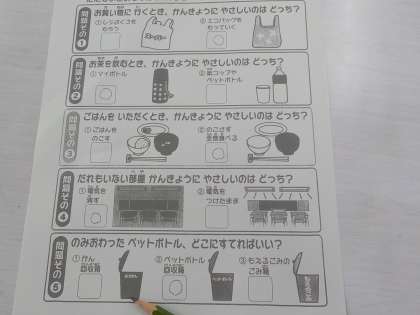 問題その①
お買い物に 行くとき、かんきょうに やさしいのは どっち?
①レジぶくろを
もらう
②エコバッグを
もっていく
問題その②
お茶を飲むとき、かんきょうに やさしいのは どっち?
①マイボトル
②紙コップや
ペットボトル
問題その③
ごはんを いただくとき、かんきょうに やさしいのは どっち?
①ごはんを
のこす
②のこさず
全部食べる
問題その④
だれもいない部屋 かんきょうに やさしいのは どっち?
①電気を
消す
②電気を
つけたまま
問題その⑤
のみおわった ペットボトル、どこにすてればいい?
①かん
回収箱
②ペットボトル
回収箱
③もえるごみの
ごみ箱